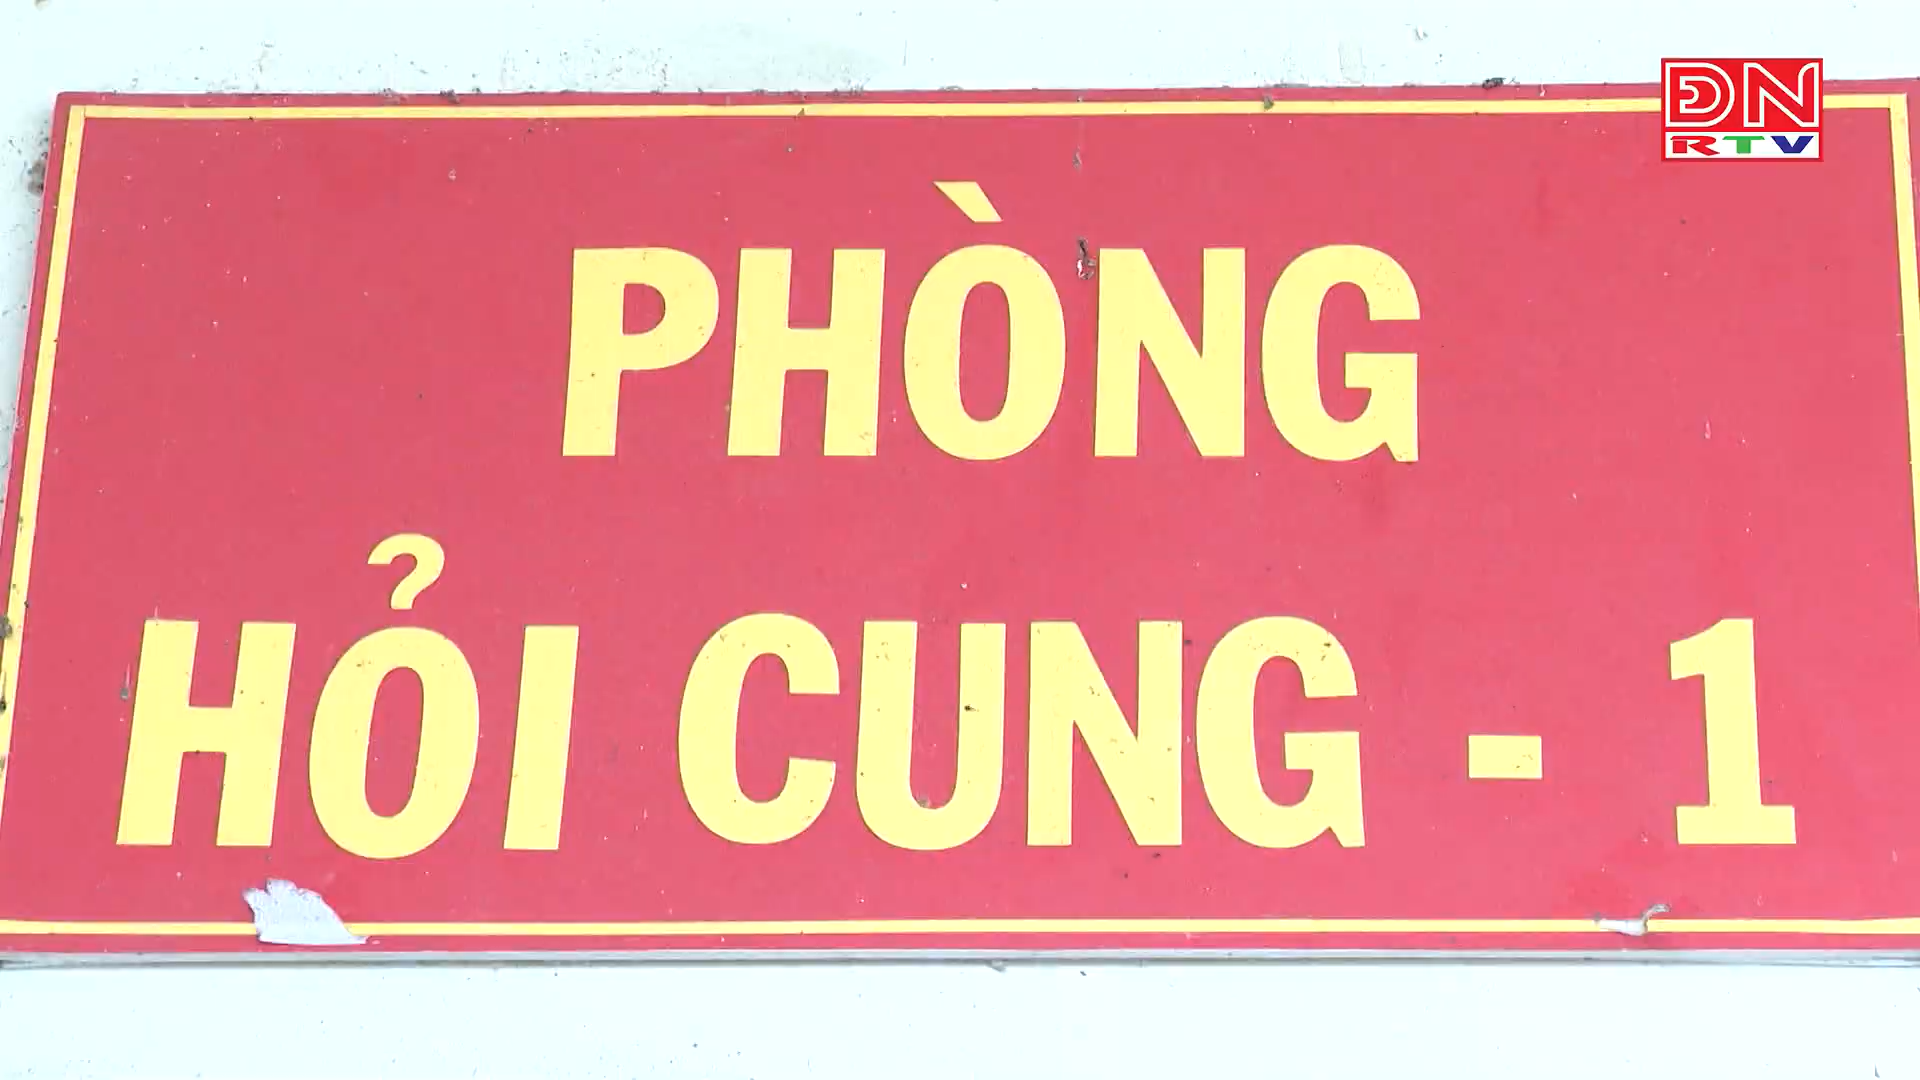 ĐN
RTV
PHÒNG
HỎI CUNG - 1